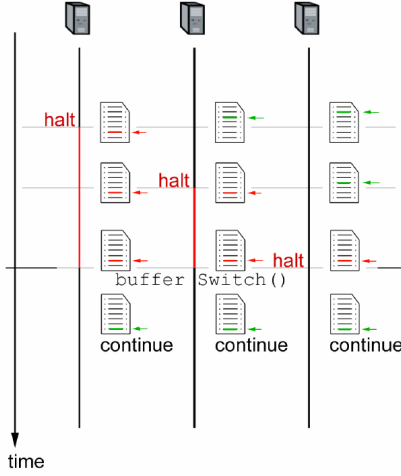 halt
halt
halt
buffer Switch()
continue
continue
continue
time